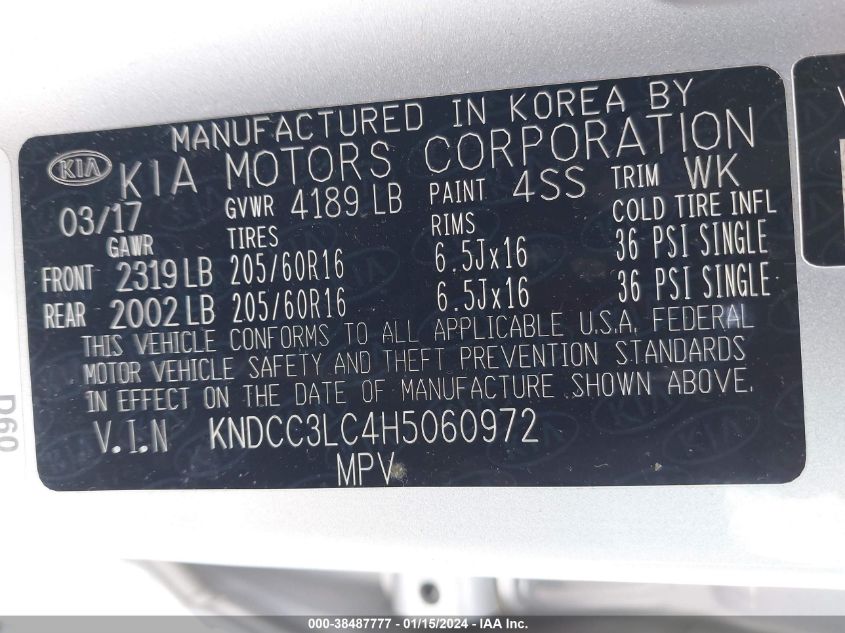 MANUFACTURED IN KOREA BY
KIA KIA MOTORS CORPORATION
03/17 GVWR 4189 LB PAINT 4SS TRIM WK
GAWR TIRES RIMS COLD TIRE INFL
FRONT 2319 LB 205/60R16 6.5Jx16 36 PSI SINGLE
REAR 2002 LB 205/60R16 6.5Jx16 36 PSI SINGLE
THIS VEHICLE CONFORMS TO ALL APPLICABLE U.S.A. FEDERAL
MOTOR VEHICLE SAFETY AND THEFT PREVENTION STANDARDS
IN EFFECT ON THE DATE OF MANUFACTURE SHOWN ABOVE.
V.I.N KNDCC3LC4H5060972
MPV
D60
000-38487777 - 01/15/2024 - IAA Inc.